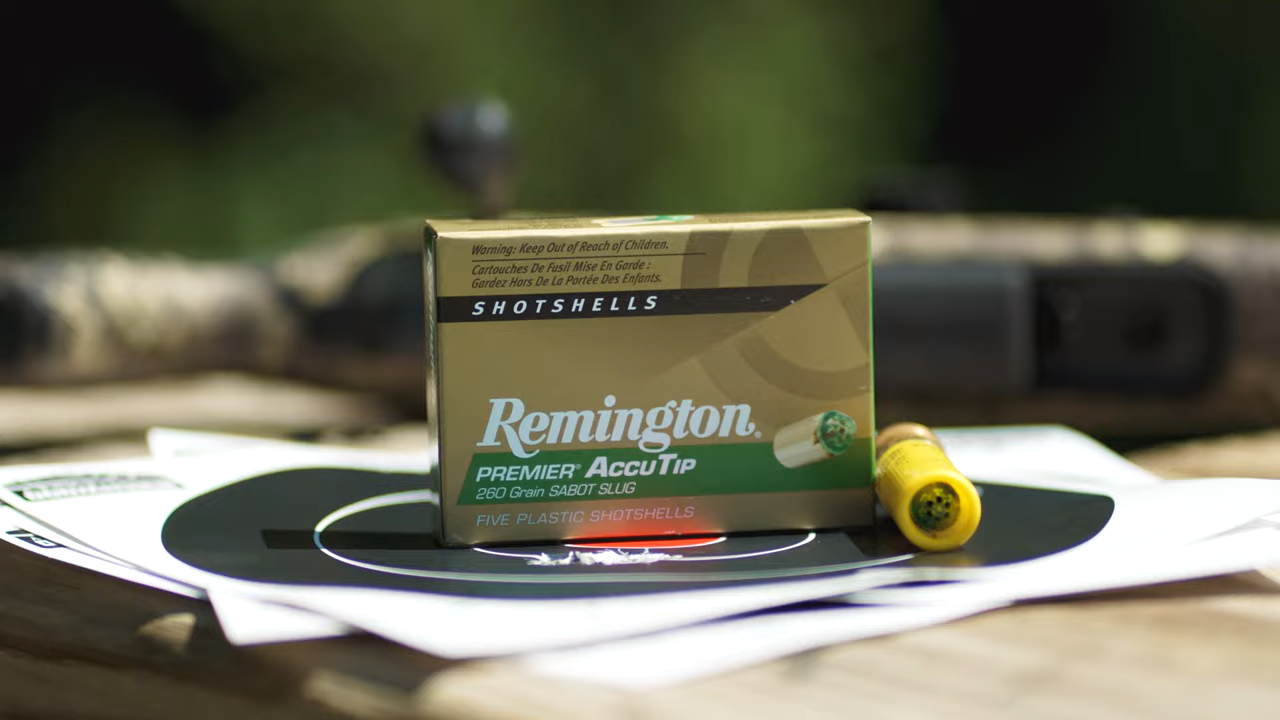 Warning: Keep Out of Reach of Children.
Cartouches De Fusil Mise En Garde :
Gardez Hors De La Portée Des Enfants.
SHOTSHELLS
Remington.
PREMIER® ACCUTIP
260 Grain SABOT SLUG
FIVE PLASTIC SHOTSHELLS